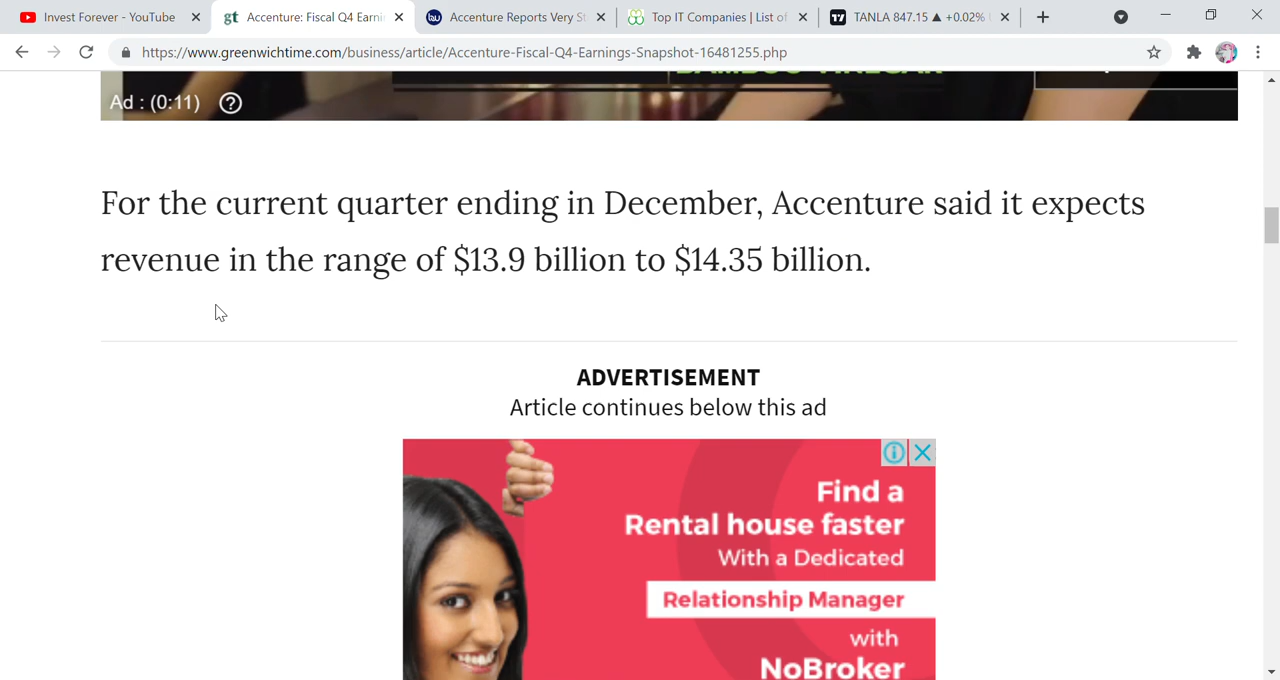 Invest Forever - YouTube
gt Accenture: Fiscal Q4 Earni
Accenture Reports Very St
Top IT Companies | List of
TANLA 847.15 ▲ +0.02%
https://www.greenwichtime.com/business/article/Accenture-Fiscal-Q4-Earnings-Snapshot-16481255.php
BAMBOO VINEGAR
Ad : (0:11) ?
For the current quarter ending in December, Accenture said it expects
revenue in the range of $13.9 billion to $14.35 billion.
ADVERTISEMENT
Article continues below this ad
Find a
Rental house faster
With a Dedicated
Relationship Manager
with
NoBroker